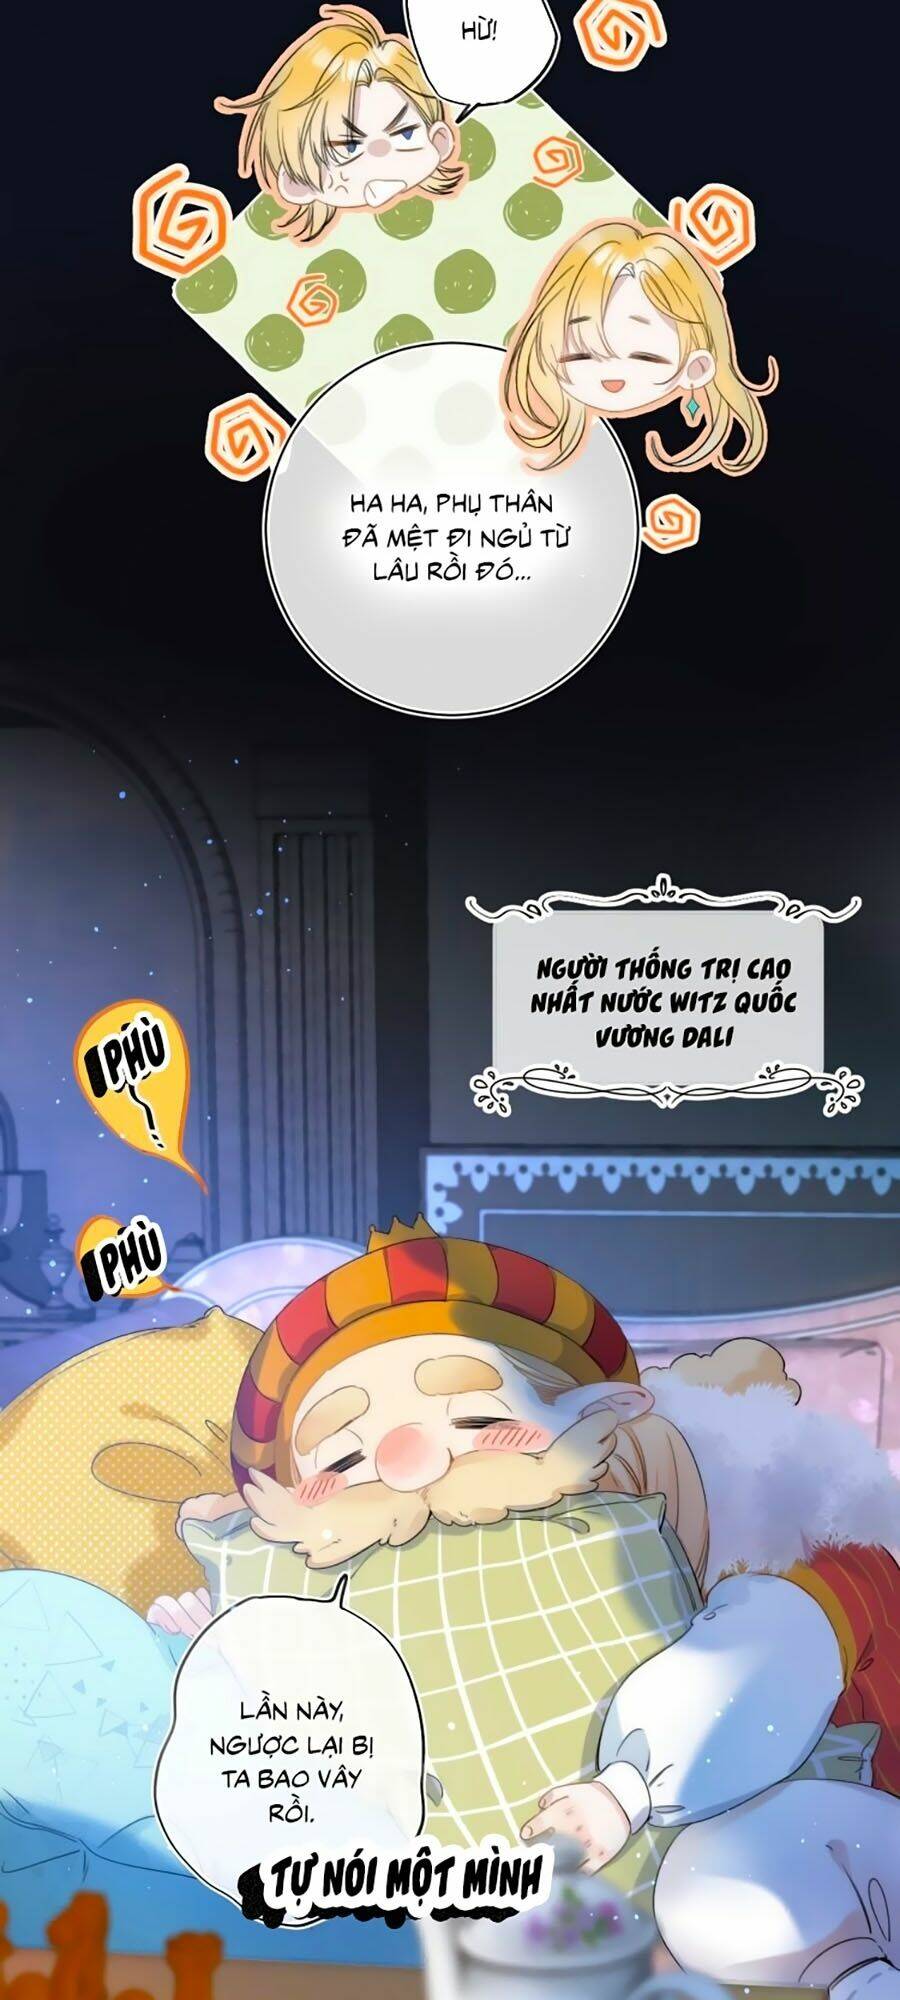 HỪ!
HA HA, PHỤ THÂN
ĐÃ MỆT ĐI NGỦ TỪ
LÂU RỒI ĐÓ...
NGƯỜI THỐNG TRỊ CAO
NHẤT NƯỚC WITZ QUỐC
VƯƠNG DALI
PHÙ
PHÙ
LẦN NÀY,
NGƯỢC LẠI BỊ
TA BAO VÂY
RỒI.
TỰ NÓI MỘT MÌNH